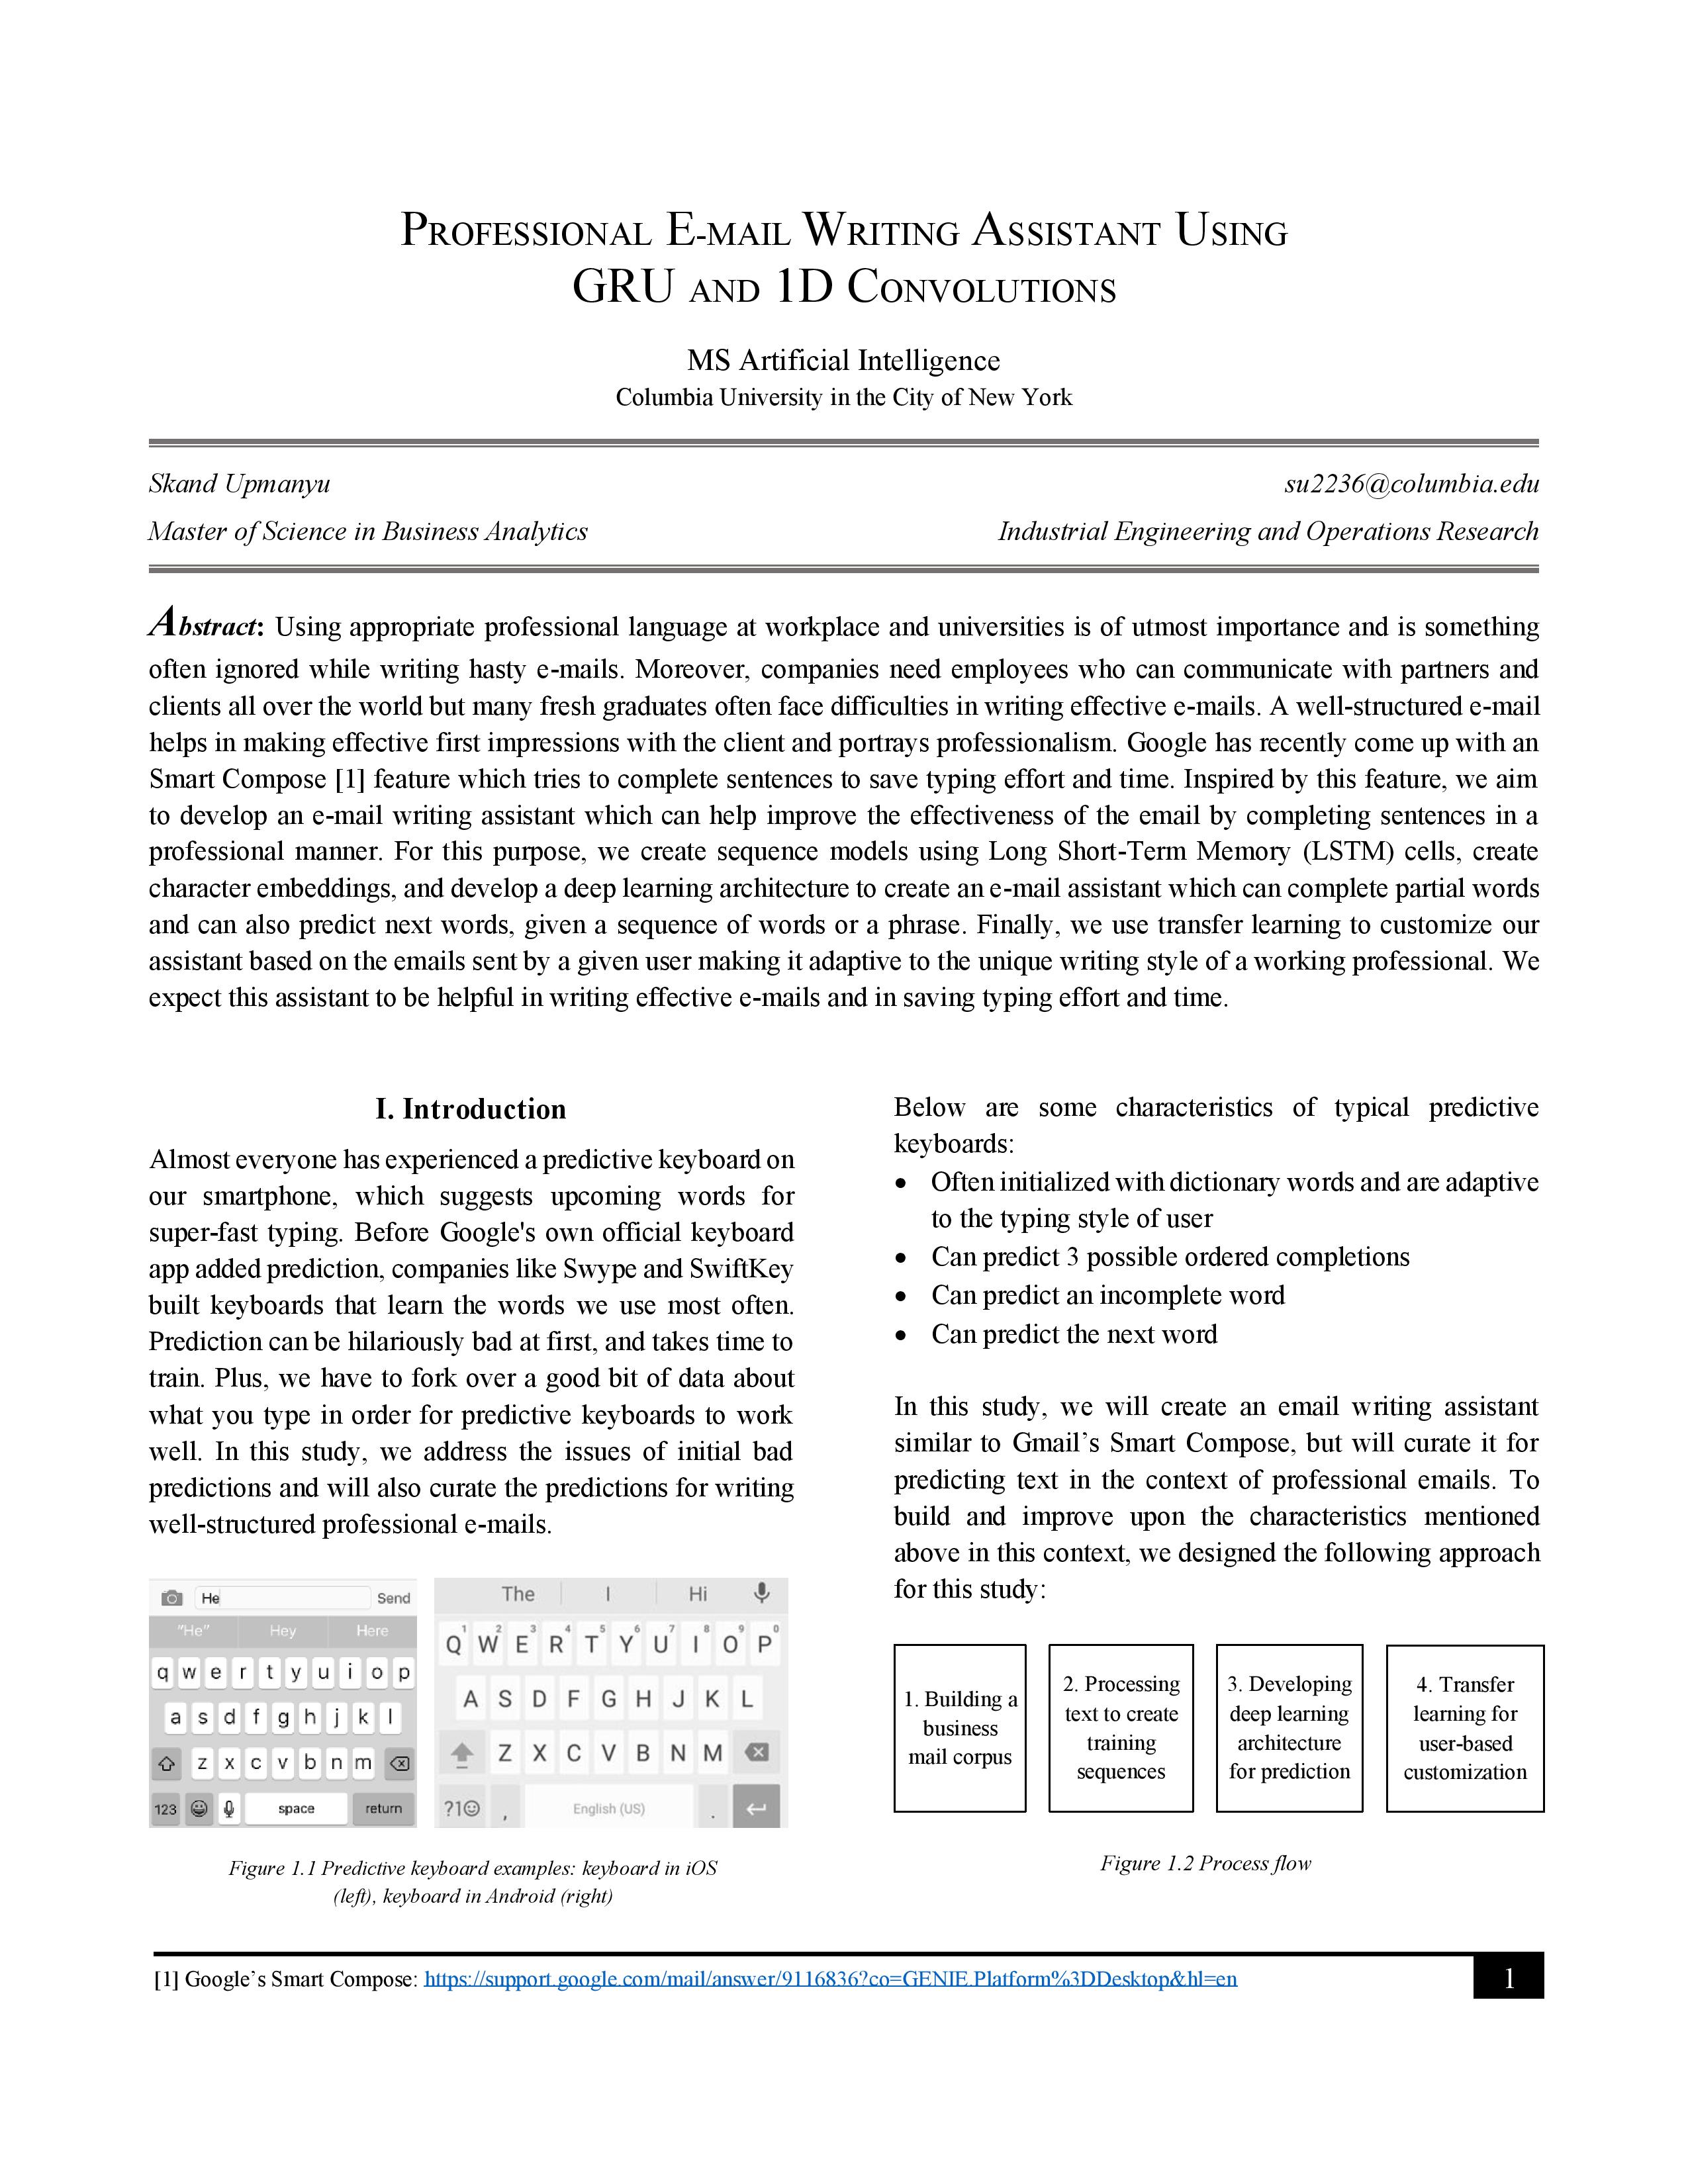 PROFESSIONAL E-MAIL WRITING ASSISTANT USING
GRU AND 1D CONVOLUTIONS
MS Artificial Intelligence
Columbia University in the City of New York
Skand Upmanyu
su2236@columbia.edu
Master of Science in Business Analytics
Industrial Engineering and Operations Research
Abstract: Using appropriate professional language at workplace and universities is of utmost importance and is something
often ignored while writing hasty e-mails. Moreover, companies need employees who can communicate with partners and
clients all over the world but many fresh graduates often face difficulties in writing effective e-mails. A well-structured e-mail
helps in making effective first impressions with the client and portrays professionalism. Google has recently come up with an
Smart Compose [1] feature which tries to complete sentences to save typing effort and time. Inspired by this feature, we aim
to develop an e-mail writing assistant which can help improve the effectiveness of the email by completing sentences in a
professional manner. For this purpose, we create sequence models using Long Short-Term Memory (LSTM) cells, create
character embeddings, and develop a deep learning architecture to create an e-mail assistant which can complete partial words
and can also predict next words, given a sequence of words or a phrase. Finally, we use transfer learning to customize our
assistant based on the emails sent by a given user making it adaptive to the unique writing style of a working professional. We
expect this assistant to be helpful in writing effective e-mails and in saving typing effort and time.
I. Introduction
Almost everyone has experienced a predictive keyboard on
our smartphone, which suggests upcoming words for
super-fast typing. Before Google's own official keyboard
app added prediction, companies like Swype and SwiftKey
built keyboards that learn the words we use most often.
Prediction can be hilariously bad at first, and takes time to
train. Plus, we have to fork over a good bit of data about
what you type in order for predictive keyboards to work
well. In this study, we address the issues of initial bad
predictions and will also curate the predictions for writing
well-structured professional e-mails.
He Send
"He" Hey Here
q w e r t y u i o p
a s d f g h j k l
z x c v b n m
123 space return
The I Hi
Q1 W2 E3 R4 T5 Y6 U7 I8 O9 P0
A S D F G H J K L
Z X C V B N M
?1☺ , English (US) .
Figure 1.1 Predictive keyboard examples: keyboard in iOS
(left), keyboard in Android (right)
Below are some characteristics of typical predictive
keyboards:
• Often initialized with dictionary words and are adaptive
to the typing style of user
• Can predict 3 possible ordered completions
• Can predict an incomplete word
• Can predict the next word
In this study, we will create an email writing assistant
similar to Gmail’s Smart Compose, but will curate it for
predicting text in the context of professional emails. To
build and improve upon the characteristics mentioned
above in this context, we designed the following approach
for this study:
1. Building a
business
mail corpus
2. Processing
text to create
training
sequences
3. Developing
deep learning
architecture
for prediction
4. Transfer
learning for
user-based
customization
Figure 1.2 Process flow
[1] Google’s Smart Compose: https://support.google.com/mail/answer/9116836?co=GENIE.Platform%3DDesktop&hl=en
1